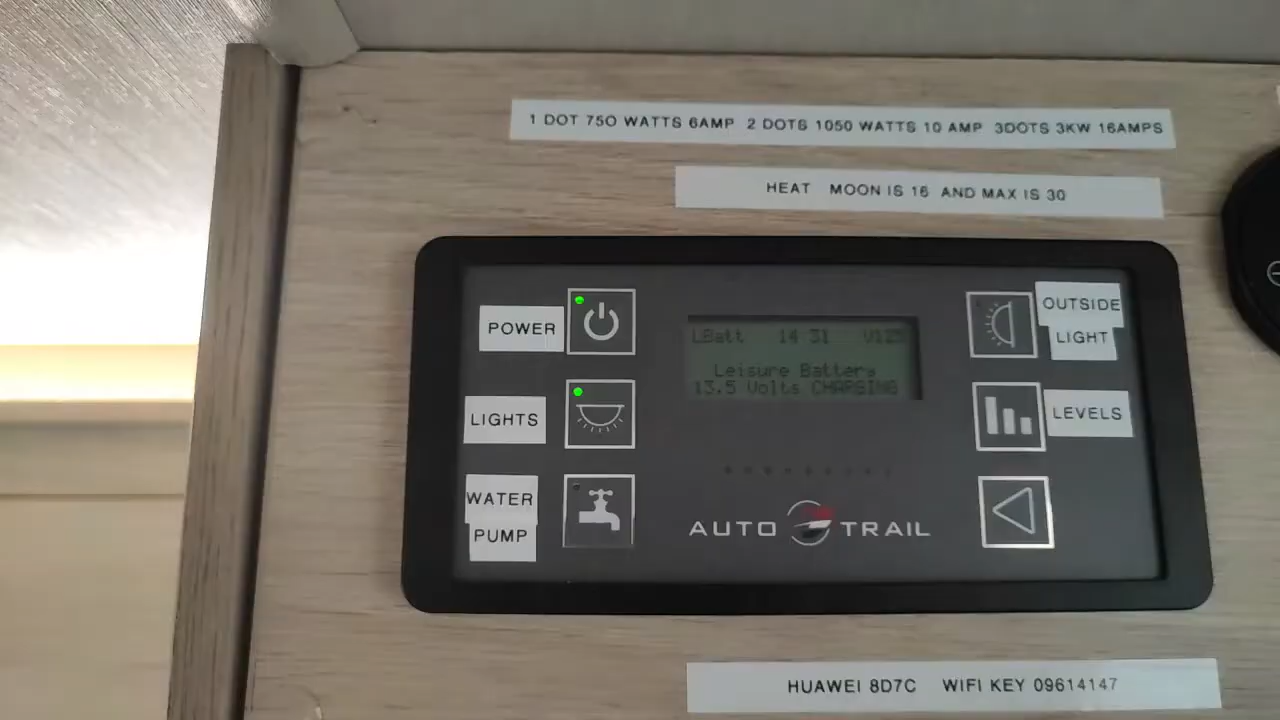 1 DOT 750 WATTS 6AMP 2 DOTS 1050 WATTS 10 AMP 3DOTS 3KW 16AMPS
HEAT MOON IS 16 AND MAX IS 30
POWER
LIGHTS
WATER
PUMP
LBatt 14 31
Leisure Battery
13.5 Volts CHARGING
AUTO TRAIL
OUTSIDE
LIGHT
LEVELS
HUAWEI 8D7C WIFI KEY 09614147